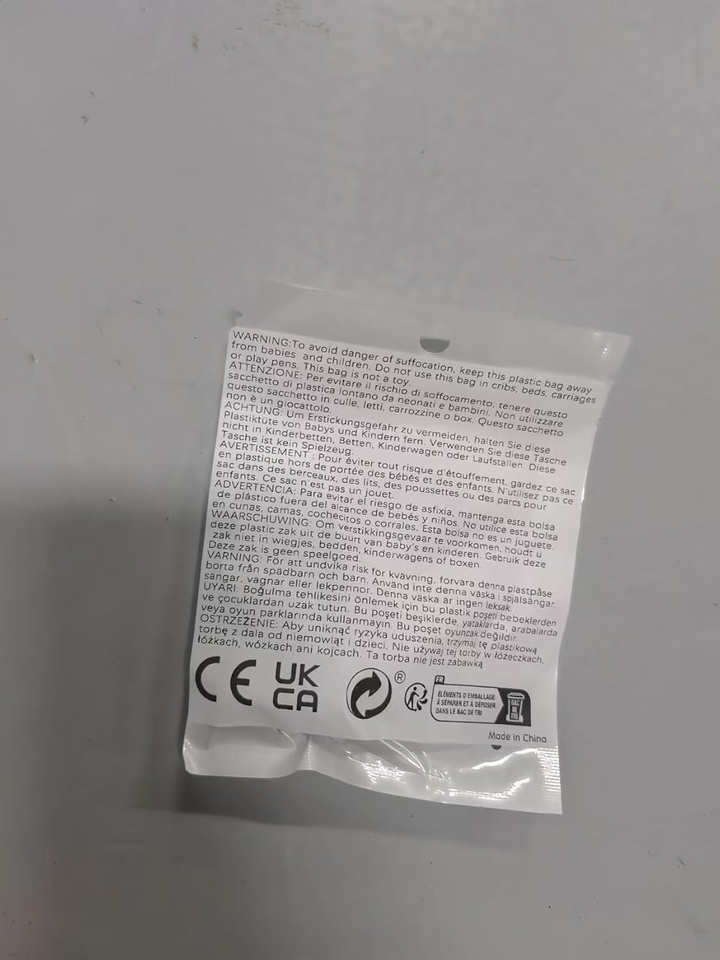 WARNING:To avoid danger of suffocation, keep this plastic bag away
from babies and children. Do not use this bag in cribs, beds, carriages
or play pens. This bag is not a toy.
ATTENZIONE: Per evitare il rischio di soffocamento, tenere questo
sacchetto di plastica lontano da neonati e bambini. Non utilizzare
questo sacchetto in culle, letti, carrozzine o box. Questo sacchetto
non è un giocattolo.
ACHTUNG: Um Erstickungsgefahr zu vermeiden, halten Sie diese
Plastiktüte von Babys und Kindern fern. Verwenden Sie diese Tasche
nicht in Kinderbetten, Betten, Kinderwagen oder Laufställen. Diese
Tasche ist kein Spielzeug.
AVERTISSEMENT : Pour éviter tout risque d'étouffement, gardez ce sac
en plastique hors de portée des bébés et des enfants. N'utilisez pas ce
sac dans des berceaux, des lits, des poussettes ou des parcs pour
enfants. Ce sac n'est pas un jouet.
ADVERTENCIA: Para evitar el riesgo de asfixia, mantenga esta bolsa
de plástico fuera del alcance de bebés y niños. No utilice esta bolsa
en cunas, camas, cochecitos o corrales. Esta bolsa no es un juguete.
WAARSCHUWING: Om verstikkingsgevaar te voorkomen, houdt u
deze plastic zak uit de buurt van baby's en kinderen. Gebruik deze
zak niet in wiegjes, bedden, kinderwagens of boxen.
Deze zak is geen speelgoed.
VARNING: För att undvika risk för kvävning, förvara denna plastpåse
borta från spädbarn och barn. Använd inte denna väska i spjälsängar,
sängar, vagnar eller lekpennor. Denna väska är ingen leksak.
UYARI: Boğulma tehlikesini önlemek için bu plastik poşeti bebeklerden
ve çocuklardan uzak tutun. Bu poşeti beşiklerde, yataklarda, arabalarda
veya oyun parklarında kullanmayın. Bu poşet oyuncak değildir.
OSTRZEŻENIE: Aby uniknąć ryzyka uduszenia, trzymaj tę plastikową
torbę z dala od niemowląt i dzieci. Nie używaj tej torby w łóżeczkach,
łóżkach, wózkach ani kojcach. Ta torba nie jest zabawką.
CE UK
CA
®
FR
ÉLÉMENTS D'EMBALLAGE
À SÉPARER ET À DÉPOSER
DANS LE BAC DE TRI
BAC
DE
TRI
Made in China